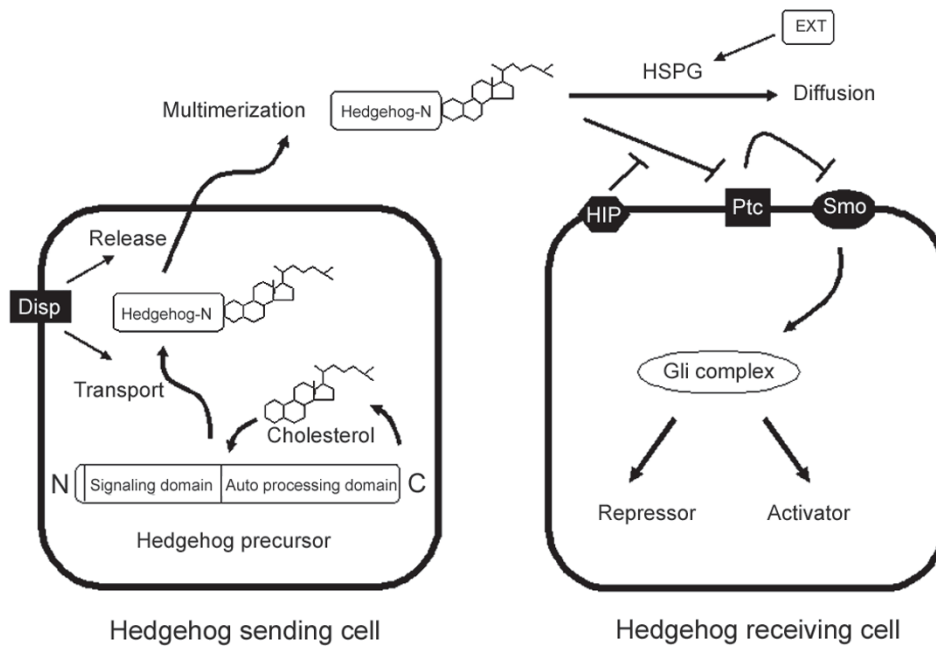 EXT
HSPG
Multimerization
Hedgehog-N
Diffusion
HIP
Ptc
Smo
Release
Disp
Hedgehog-N
Transport
Gli complex
Cholesterol
N
Signaling domain
Auto processing domain
C
Repressor
Activator
Hedgehog precursor
Hedgehog sending cell
Hedgehog receiving cell